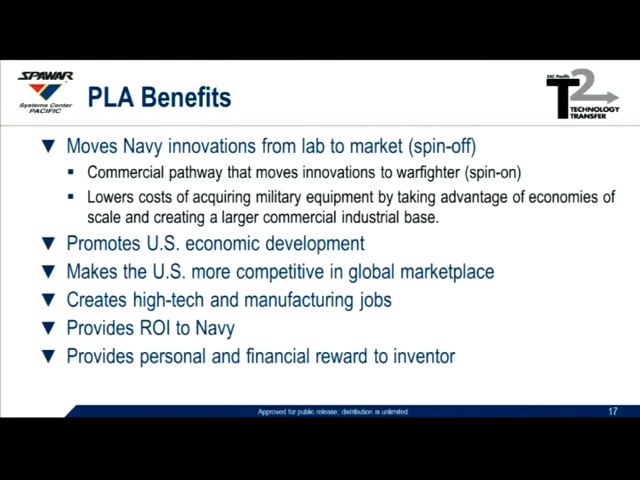 SPAWAR
Systems Center
PACIFIC
PLA Benefits
SSC Pacific
T2
TECHNOLOGY
TRANSFER
▼ Moves Navy innovations from lab to market (spin-off)
▪ Commercial pathway that moves innovations to warfighter (spin-on)
▪ Lowers costs of acquiring military equipment by taking advantage of economies of
scale and creating a larger commercial industrial base.
▼ Promotes U.S. economic development
▼ Makes the U.S. more competitive in global marketplace
▼ Creates high-tech and manufacturing jobs
▼ Provides ROI to Navy
▼ Provides personal and financial reward to inventor
Approved for public release; distribution is unlimited.
17